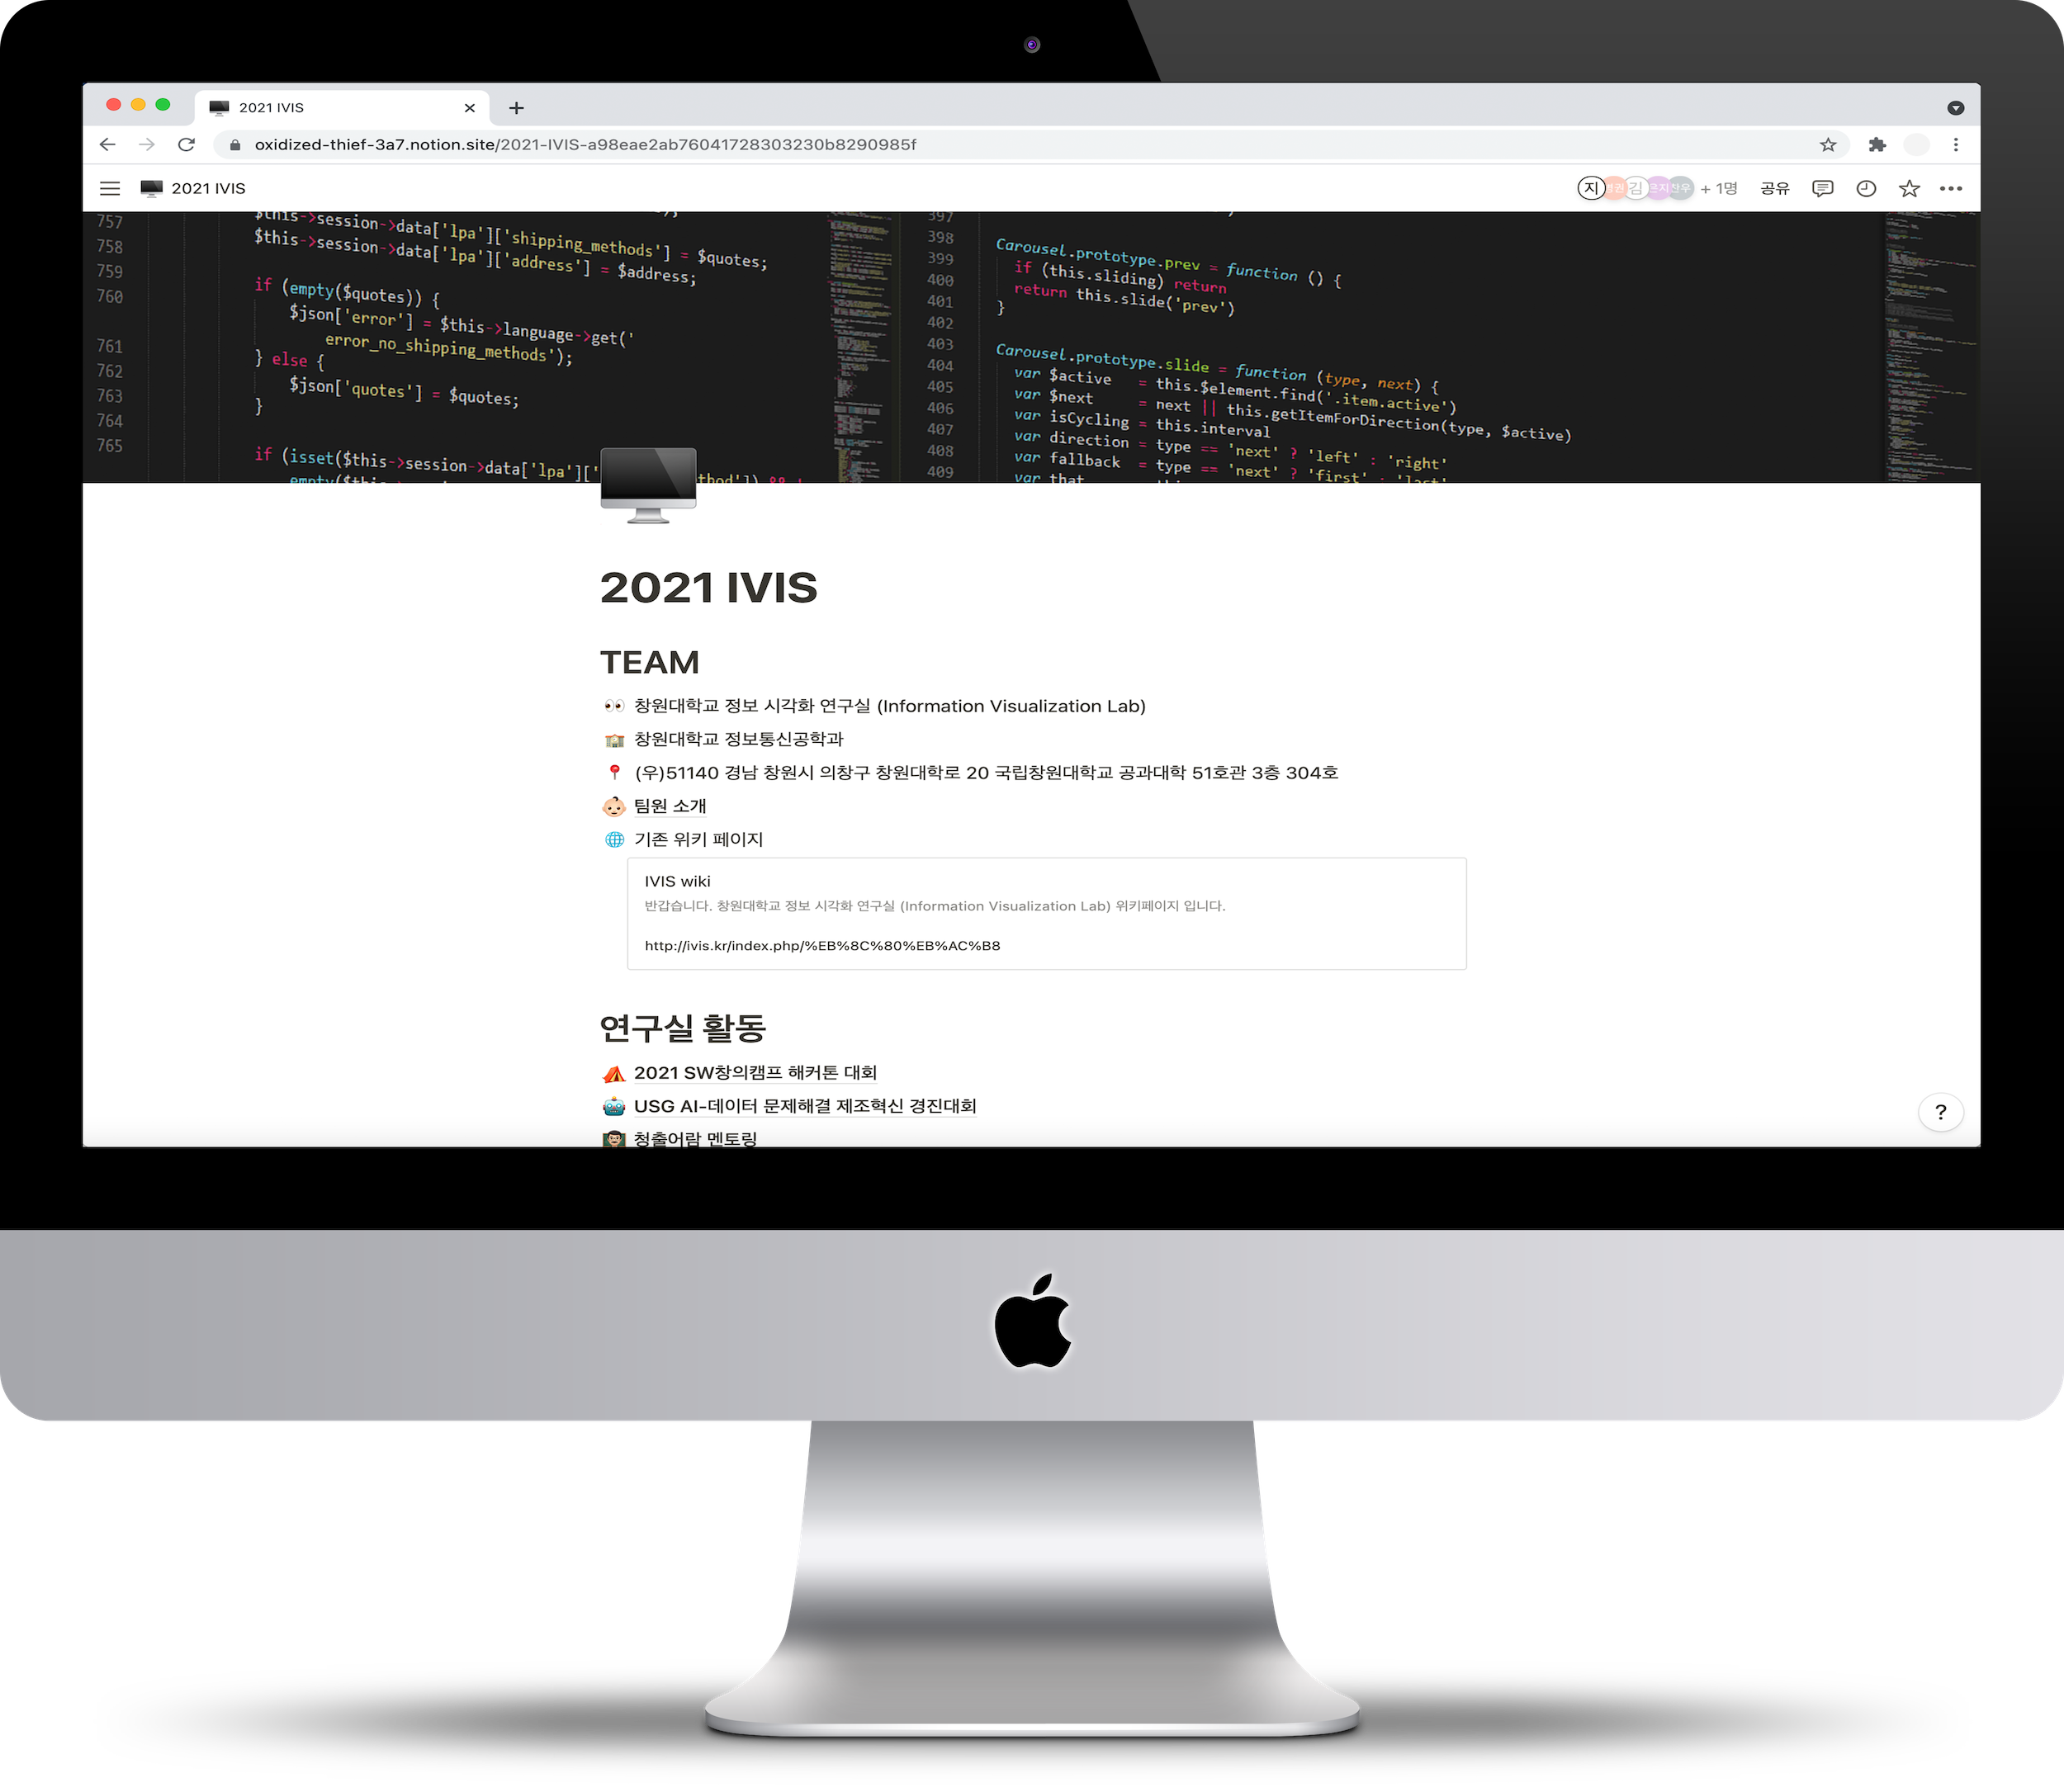 2021 IVIS
oxidized-thief-3a7.notion.site/2021-IVIS-a98eae2ab76041728303230b8290985f
2021 IVIS
지 김 은지 찬우 + 1명 공유
757 $this->session->data['lpa']['shipping_methods'] = $quotes;
758 $this->session->data['lpa']['address'] = $address;
759
760 if (empty($quotes)) {
$json['error'] = $this->language->get('
error_no_shipping_methods');
761 } else {
762 $json['quotes'] = $quotes;
763 }
764
765 if (isset($this->session->data['lpa']['
397
398
399 Carousel.prototype.prev = function () {
400 if (this.sliding) return
401 return this.slide('prev')
402 }
403
404 Carousel.prototype.slide = function (type, next) {
405 var $active = this.$element.find('.item.active')
406 var $next = next || this.getItemForDirection(type, $active)
407 var isCycling = this.interval
408 var direction = type == 'next' ? 'left' : 'right'
409 var fallback = type == 'next' ? 'first' : 'last'
var that
2021 IVIS
TEAM
창원대학교 정보 시각화 연구실 (Information Visualization Lab)
창원대학교 정보통신공학과
(우)51140 경남 창원시 의창구 창원대학로 20 국립창원대학교 공과대학 51호관 3층 304호
팀원 소개
기존 위키 페이지
IVIS wiki
반갑습니다. 창원대학교 정보 시각화 연구실 (Information Visualization Lab) 위키페이지 입니다.
http://ivis.kr/index.php/%EB%8C%80%EB%AC%B8
연구실 활동
2021 SW창의캠프 해커톤 대회
USG AI-데이터 문제해결 제조혁신 경진대회
청출어람 멘토링
?